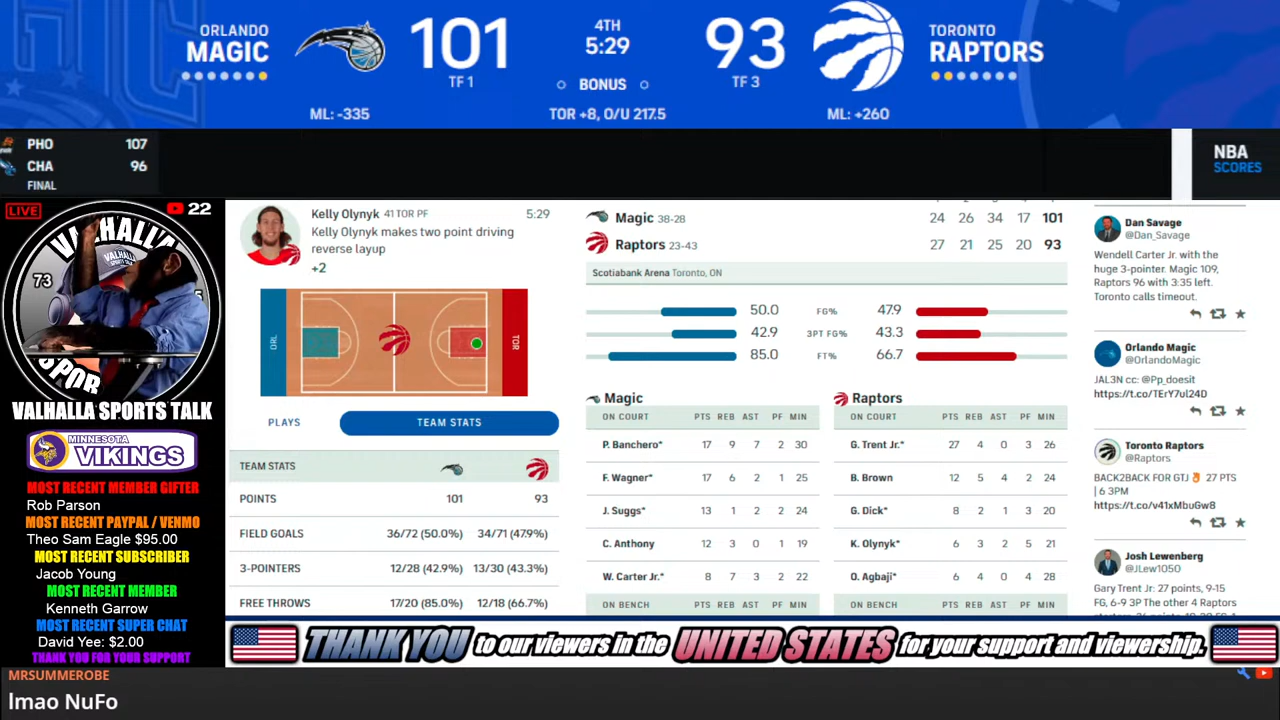 ORLANDO
MAGIC
101
TF 1
4TH
5:29
BONUS
93
TF 3
TORONTO
RAPTORS
ML: -335
TOR +8, O/U 217.5
ML: +260
PHO 107
CHA 96
FINAL
NBA
SCORES
LIVE
22
VALHALLA
VALHALLA
SPORTS
73
SPOR
VALHALLA SPORTS TALK
MINNESOTA
VIKINGS
MOST RECENT MEMBER GIFTER
Rob Parson
MOST RECENT PAYPAL / VENMO
Theo Sam Eagle $95.00
MOST RECENT SUBSCRIBER
Jacob Young
MOST RECENT MEMBER
Kenneth Garrow
MOST RECENT SUPER CHAT
David Yee: $2.00
THANK YOU FOR YOUR SUPPORT
Kelly Olynyk 41 TOR PF 5:29
Kelly Olynyk makes two point driving
reverse layup
+2
ORL
TOR
PLAYS
TEAM STATS
TEAM STATS
POINTS 101 93
FIELD GOALS 36/72 (50.0%) 34/71 (47.9%)
3-POINTERS 12/28 (42.9%) 13/30 (43.3%)
FREE THROWS 17/20 (85.0%) 12/18 (66.7%)
Magic 38-28 24 26 34 17 101
Raptors 23-43 27 21 25 20 93
Scotiabank Arena Toronto, ON
50.0 FG% 47.9
42.9 3PT FG% 43.3
85.0 FT% 66.7
Magic
ON COURT PTS REB AST PF MIN
P. Banchero* 17 9 7 2 30
F. Wagner* 17 6 2 1 25
J. Suggs* 13 1 2 2 24
C. Anthony 12 3 0 1 19
W. Carter Jr.* 8 7 3 2 22
ON BENCH PTS REB AST PF MIN
Raptors
ON COURT PTS REB AST PF MIN
G. Trent Jr.* 27 4 0 3 26
B. Brown 12 5 4 2 24
G. Dick* 8 2 1 3 20
K. Olynyk* 6 3 2 5 21
O. Agbaji* 6 4 0 4 28
ON BENCH PTS REB AST PF MIN
Dan Savage
@Dan_Savage
Wendell Carter Jr. with the
huge 3-pointer. Magic 109,
Raptors 96 with 3:35 left.
Toronto calls timeout.
Orlando Magic
@OrlandoMagic
JAL3N cc: @Pp_doesit
https://t.co/TErY7ul24D
Toronto Raptors
@Raptors
BACK2BACK FOR GTJ 👌 27 PTS
| 6 3PM
https://t.co/v41xMbuGw8
Josh Lewenberg
@JLew1050
Gary Trent Jr: 27 points, 9-15
FG, 6-9 3P The other 4 Raptors
THANK YOU to our viewers in the UNITED STATES for your support and viewership.
MRSUMMEROBE
lmao NuFo